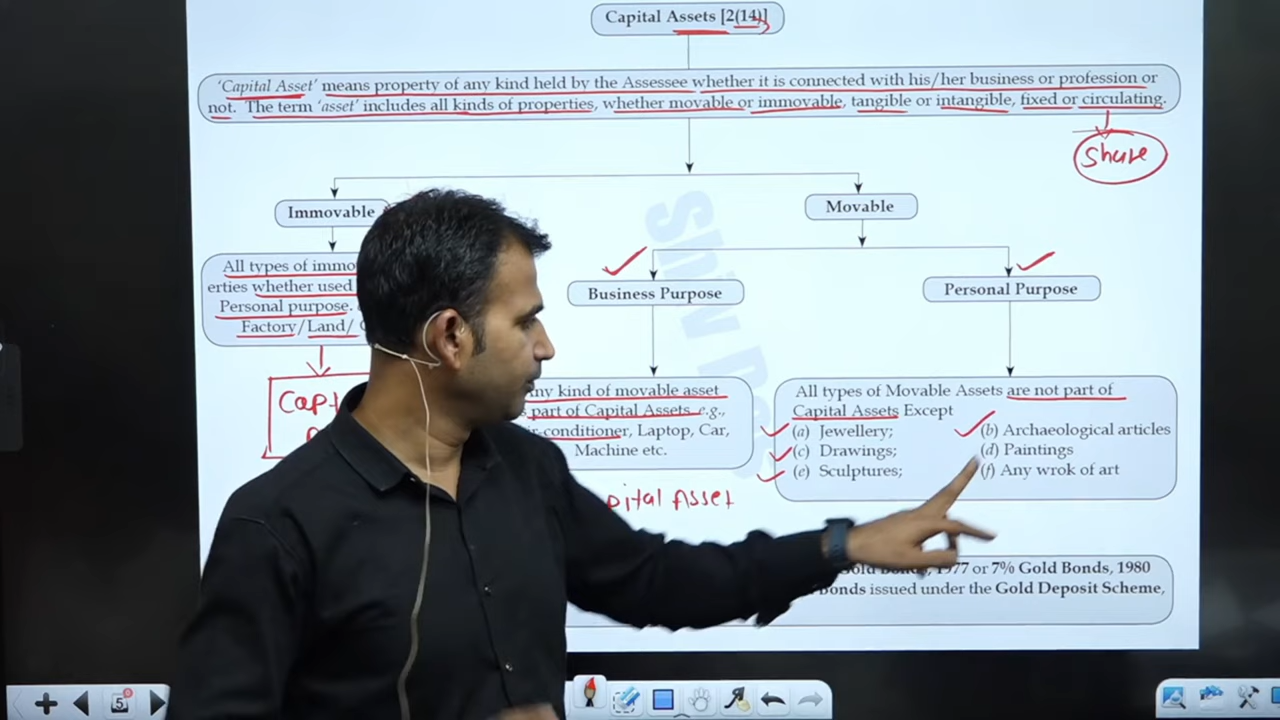 Capital Assets [2(14)]
'Capital Asset' means property of any kind held by the Assessee whether it is connected with his/her business or profession or
not. The term 'asset' includes all kinds of properties, whether movable or immovable, tangible or intangible, fixed or circulating.
Share
Immovable
Movable
All types of immo
erties whether used
Personal purpose.
Factory/Land/
Business Purpose
Personal Purpose
ny kind of movable asset
part of Capital Assets e.g.,
r-conditioner, Laptop, Car,
Machine etc.
All types of Movable Assets are not part of
Capital Assets Except
(a) Jewellery; (b) Archaeological articles
(c) Drawings; (d) Paintings
(e) Sculptures; (f) Any wrok of art
pital Asset
1977 or 7% Gold Bonds, 1980
Bonds issued under the Gold Deposit Scheme,
5